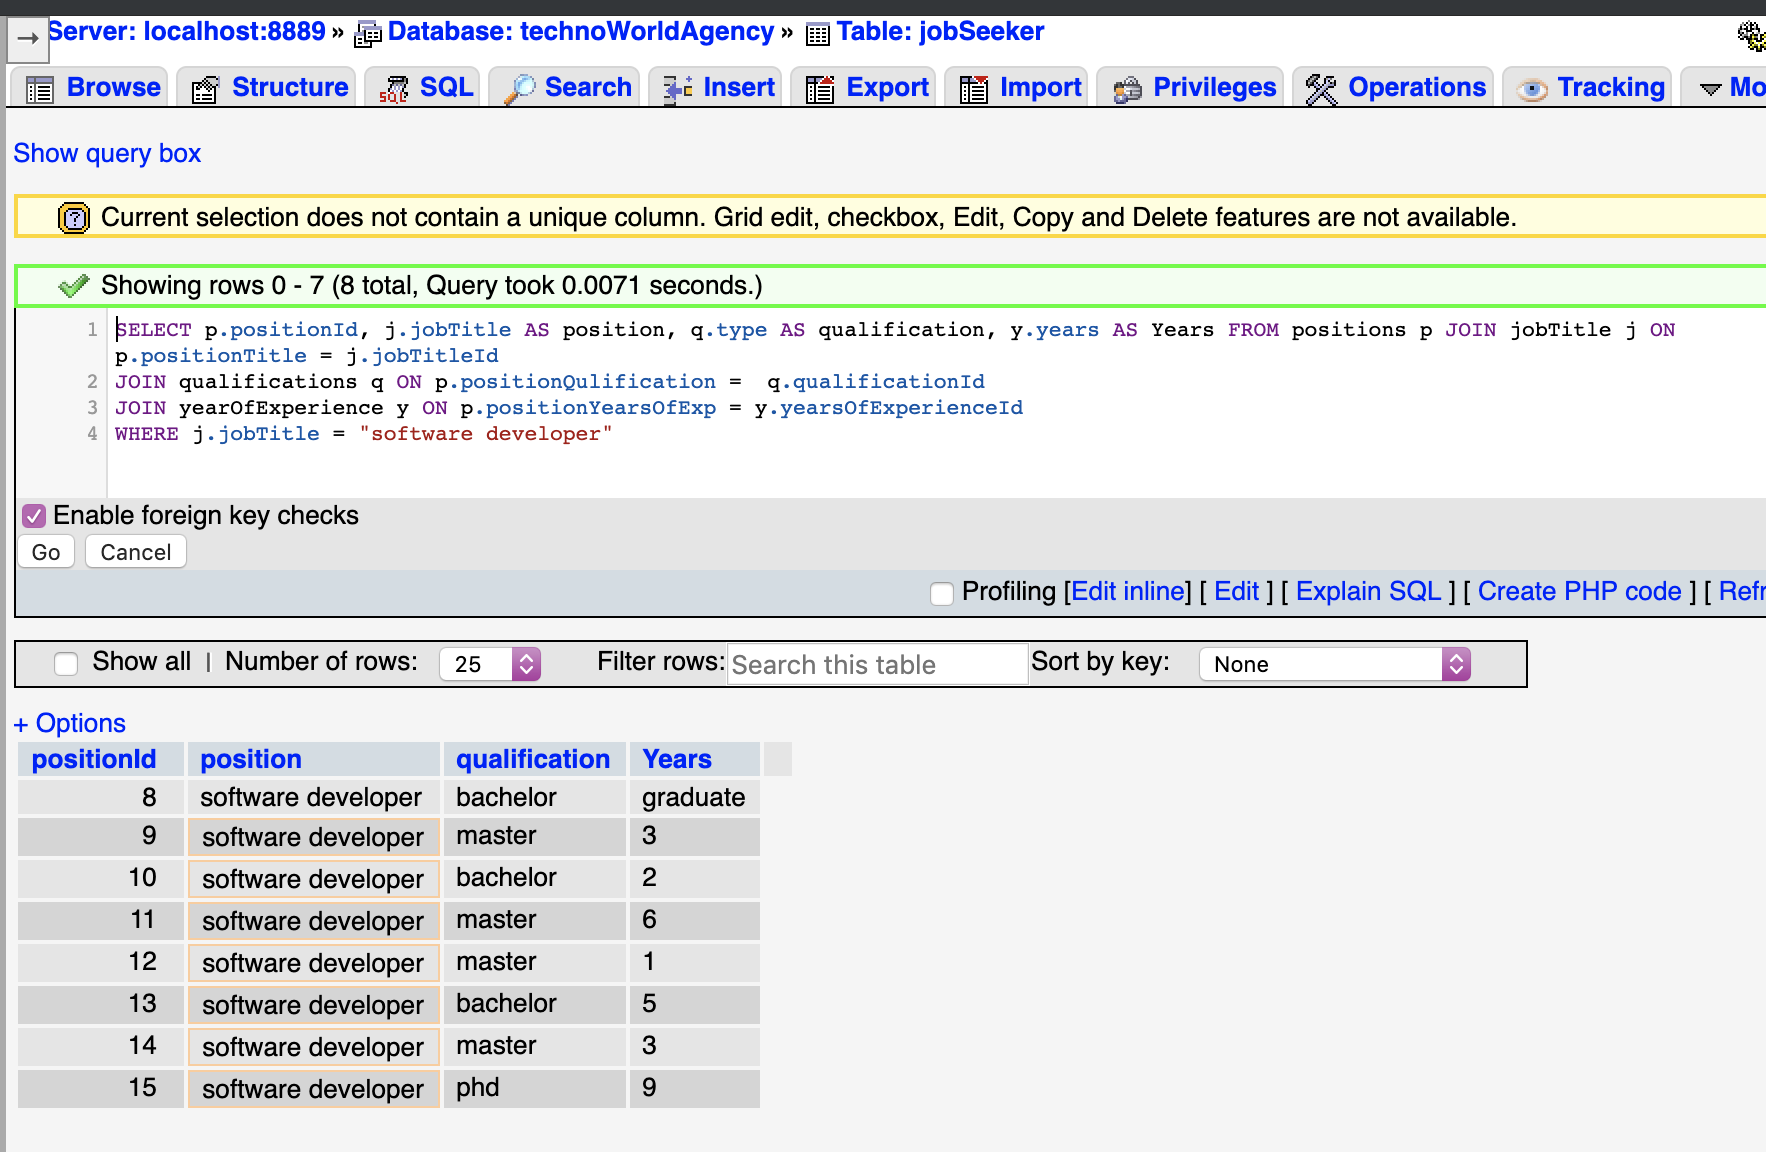 → Server: localhost:8889 » Database: technoWorldAgency » Table: jobSeeker
Browse Structure SQL Search Insert Export Import Privileges Operations Tracking Mo
Show query box
Current selection does not contain a unique column. Grid edit, checkbox, Edit, Copy and Delete features are not available.
Showing rows 0 - 7 (8 total, Query took 0.0071 seconds.)
1 SELECT p.positionId, j.jobTitle AS position, q.type AS qualification, y.years AS Years FROM positions p JOIN jobTitle j ON
p.positionTitle = j.jobTitleId
2 JOIN qualifications q ON p.positionQulification =  q.qualificationId
3 JOIN yearOfExperience y ON p.positionYearsOfExp = y.yearsOfExperienceId
4 WHERE j.jobTitle = "software developer"
Enable foreign key checks
Go Cancel
Profiling [Edit inline] [ Edit ] [ Explain SQL ] [ Create PHP code ] [ Refr
Show all | Number of rows: 25 Filter rows: Search this table Sort by key: None
+ Options
positionId position qualification Years
8 software developer bachelor graduate
9 software developer master 3
10 software developer bachelor 2
11 software developer master 6
12 software developer master 1
13 software developer bachelor 5
14 software developer master 3
15 software developer phd 9